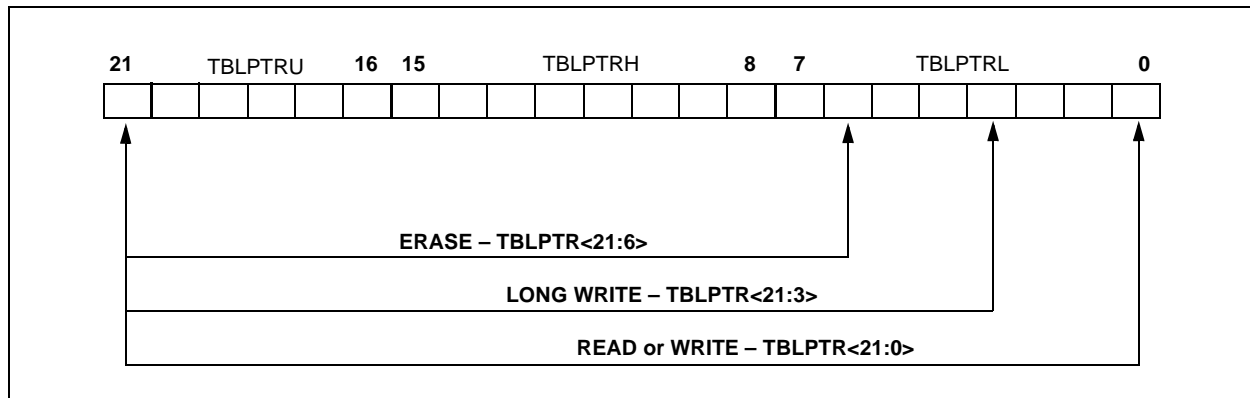 21 TBLPTRU 16 15 TBLPTRH 8 7 TBLPTRL 0
ERASE – TBLPTR<21:6>
LONG WRITE – TBLPTR<21:3>
READ or WRITE – TBLPTR<21:0>